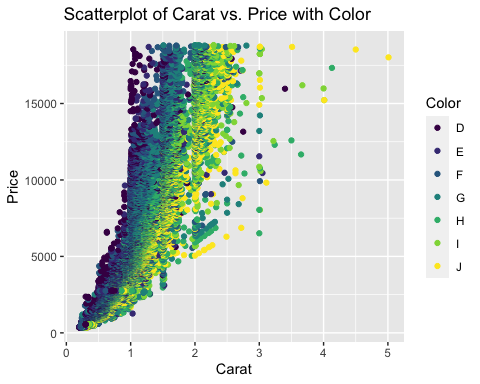 Scatterplot of Carat vs. Price with Color
Price
15000
10000
5000
0
0
1
2
3
4
5
Carat
Color
D
E
F
G
H
I
J